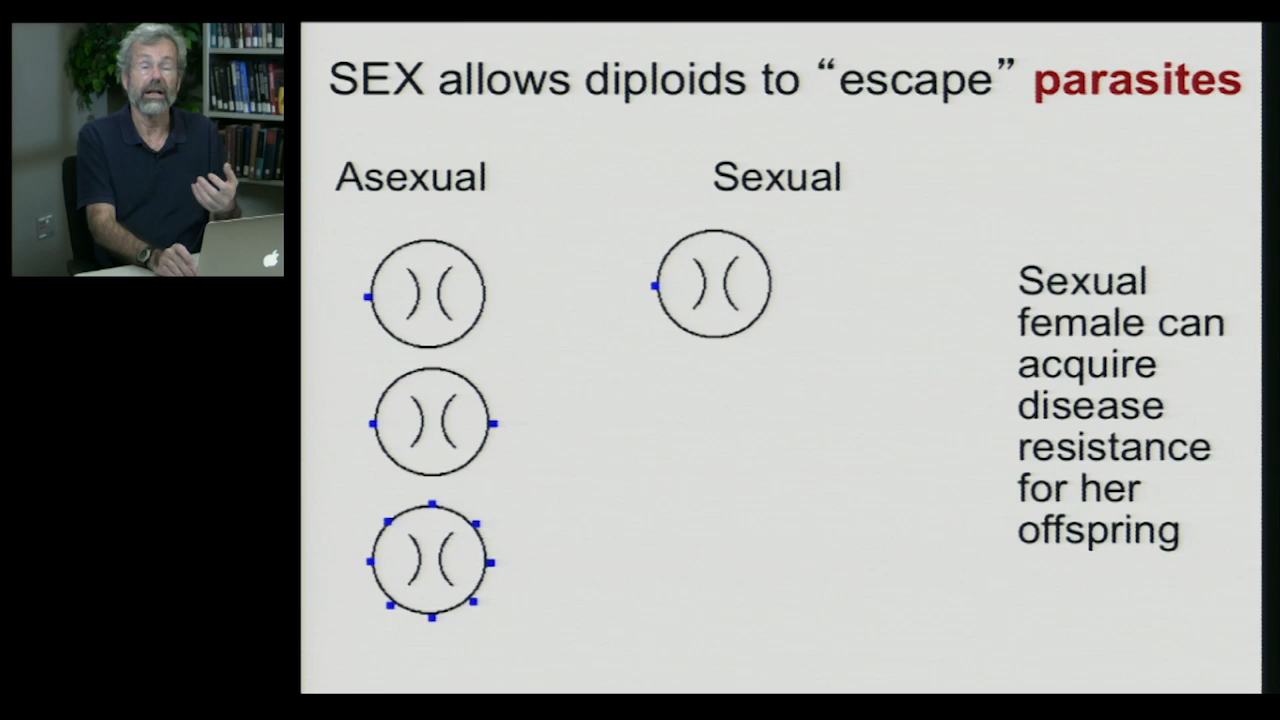 SEX allows diploids to “escape” parasites
Asexual
Sexual
Sexual
female can
acquire
disease
resistance
for her
offspring